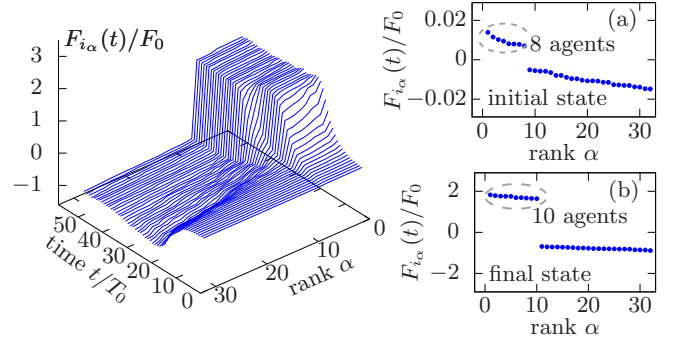 F_{i_α}(t)/F_0
3
2
1
0
−1
50
40
30
20
10
0
time t/T_0
30
20
10
0
rank α
F_{i_α}(t)/F_0
0.02
0
−0.02
(a)
8 agents
initial state
0 10 20 30
rank α
F_{i_α}(t)/F_0
2
0
−2
(b)
10 agents
final state
0 10 20 30
rank α